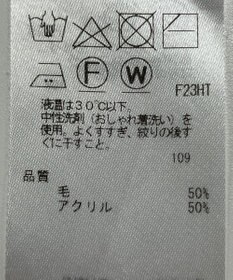 F W
F23HT
液温は30℃以下。
中性洗剤（おしゃれ着洗い）を
使用。よくすすぎ、絞りの後す
ぐに干すこと。
109
品質
毛 50%
アクリル 50%